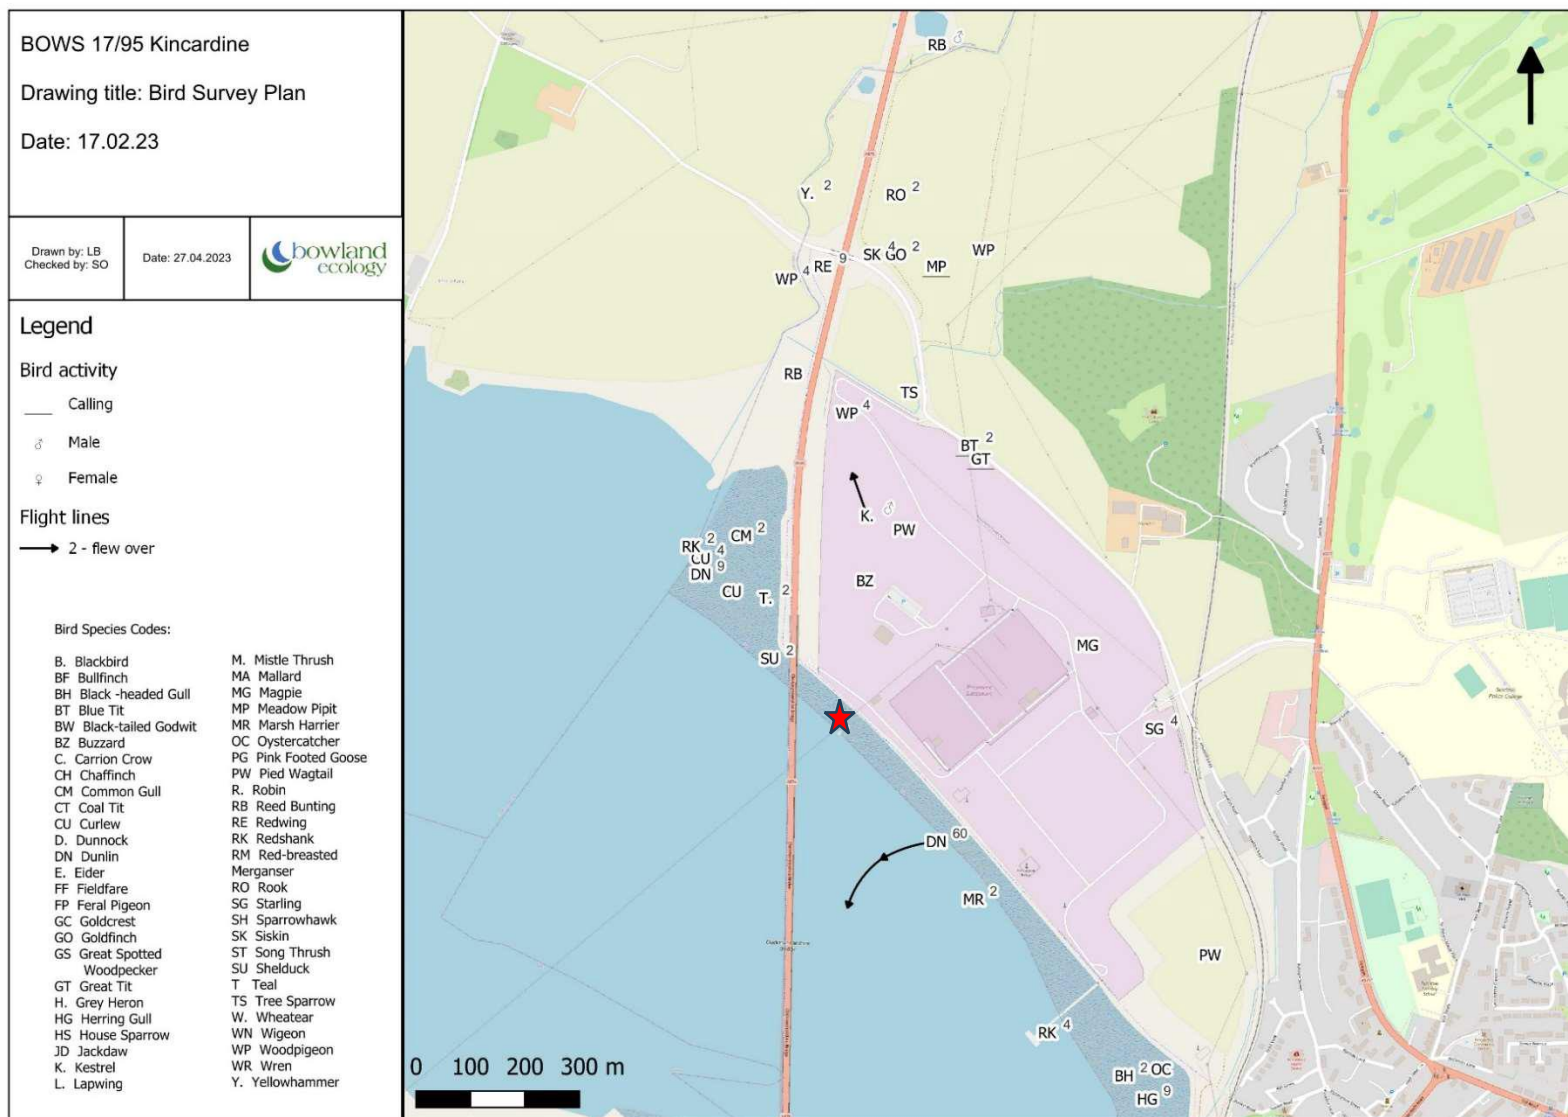 BOWS 17/95 Kincardine
Drawing title: Bird Survey Plan
Date: 17.02.23
Drawn by: LB
Checked by: SO
Date: 27.04.2023
bowland
ecology
Legend
Bird activity
Calling
♂ Male
♀ Female
Flight lines
2 - flew over
Bird Species Codes:
B. Blackbird
BF Bullfinch
BH Black -headed Gull
BT Blue Tit
BW Black-tailed Godwit
BZ Buzzard
C. Carrion Crow
CH Chaffinch
CM Common Gull
CT Coal Tit
CU Curlew
D. Dunnock
DN Dunlin
E. Eider
FF Fieldfare
FP Feral Pigeon
GC Goldcrest
GO Goldfinch
GS Great Spotted
Woodpecker
GT Great Tit
H. Grey Heron
HG Herring Gull
HS House Sparrow
JD Jackdaw
K. Kestrel
L. Lapwing
M. Mistle Thrush
MA Mallard
MG Magpie
MP Meadow Pipit
MR Marsh Harrier
OC Oystercatcher
PG Pink Footed Goose
PW Pied Wagtail
R. Robin
RB Reed Bunting
RE Redwing
RK Redshank
RM Red-breasted
Merganser
RO Rook
SG Starling
SH Sparrowhawk
SK Siskin
ST Song Thrush
SU Shelduck
T Teal
TS Tree Sparrow
W. Wheatear
WN Wigeon
WP Woodpigeon
WR Wren
Y. Yellowhammer
RB ♂
Y. 2
RO 2
SK 4
GO 2
WP
MP
RE 9
WP 4
RB
TS
WP 4
BT 2
GT
K. ♂
PW
CM 2
RK 2
CU 4
DN 9
BZ
CU
T. 2
MG
SU 2
SG 4
DN 60
MR 2
PW
RK 4
BH 2
OC
HG 9
0 100 200 300 m